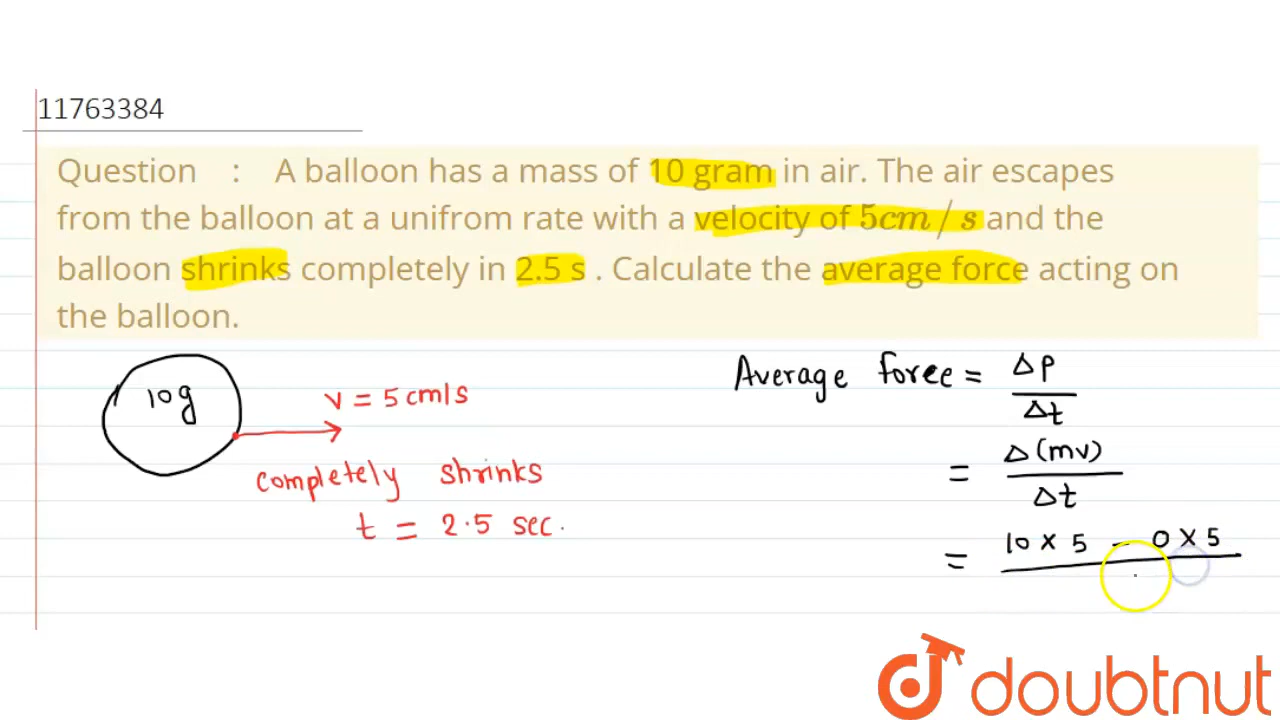 11763384
Question : A balloon has a mass of 10 gram in air. The air escapes
from the balloon at a unifrom rate with a velocity of 5cm/s and the
balloon shrinks completely in 2.5 s . Calculate the average force acting on
the balloon.
10g
v = 5 cm/s
completely shrinks
t = 2.5 sec.
Average force = Δp
Δt
= Δ(mv)
Δt
= 10 × 5 - 0 × 5
doubtnut